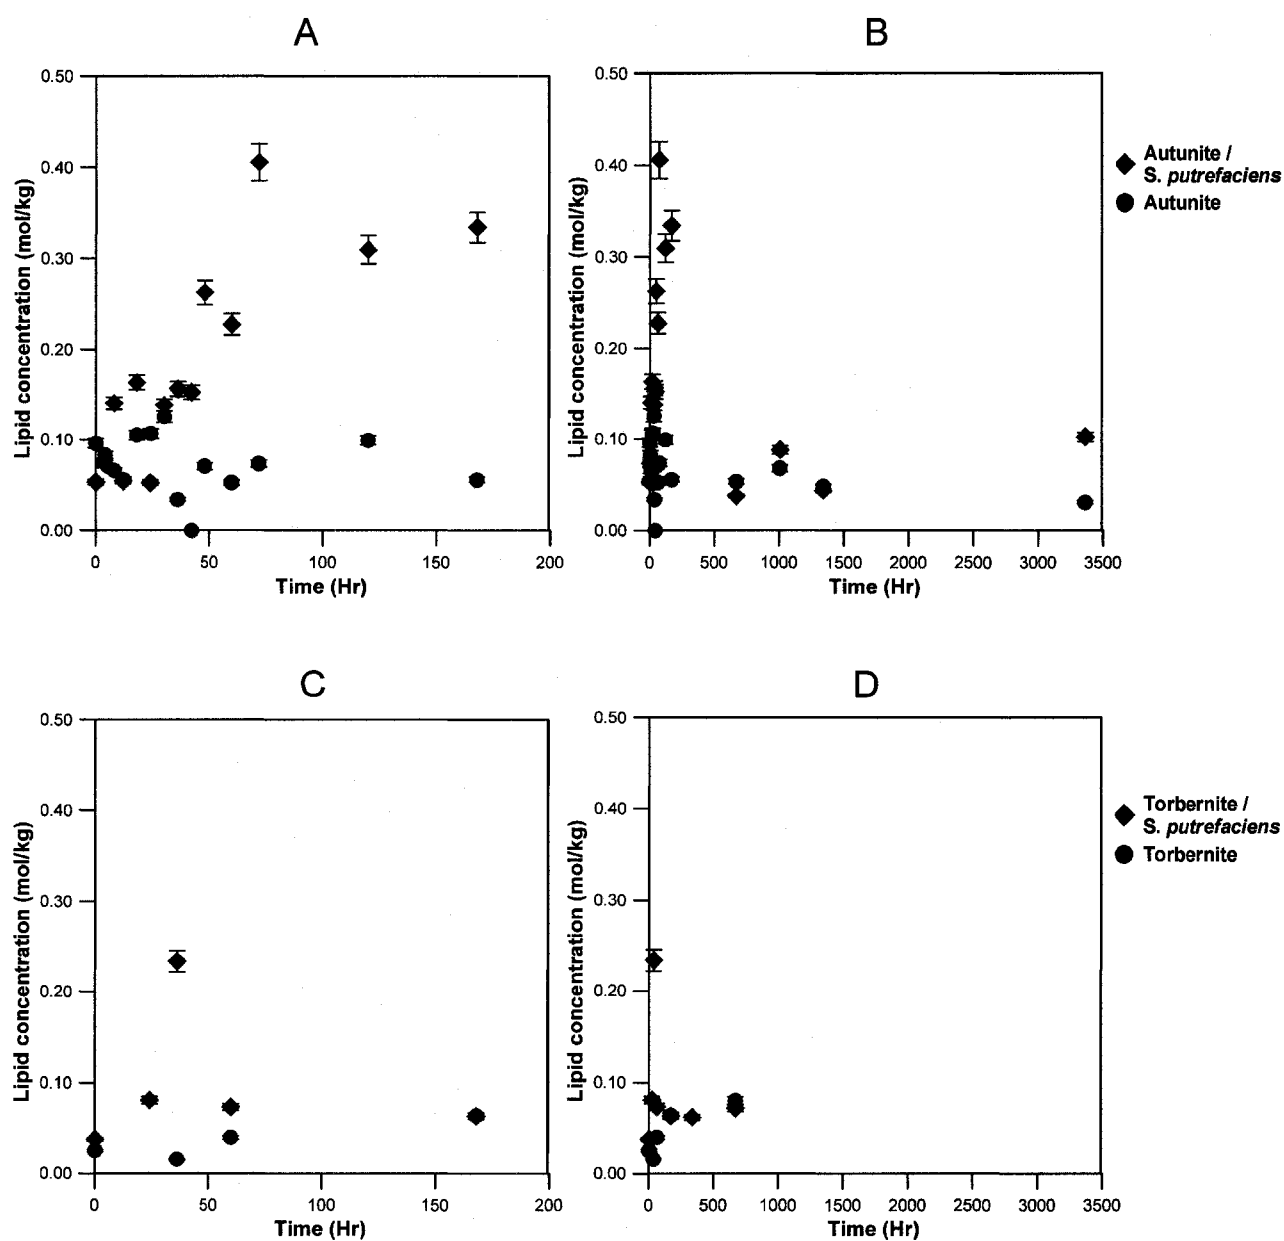 A
B
0.50
0.40
0.30
0.20
0.10
0.00
Lipid concentration (mol/kg)
0
50
100
150
200
Time (Hr)
0.50
0.40
0.30
0.20
0.10
0.00
Lipid concentration (mol/kg)
0
500
1000
1500
2000
2500
3000
3500
Time (Hr)
Autunite /
S. putrefaciens
Autunite
C
D
0.50
0.40
0.30
0.20
0.10
0.00
Lipid concentration (mol/kg)
0
50
100
150
200
Time (Hr)
0.50
0.40
0.30
0.20
0.10
0.00
Lipid concentration (mol/kg)
0
500
1000
1500
2000
2500
3000
3500
Time (Hr)
Torbernite /
S. putrefaciens
Torbernite